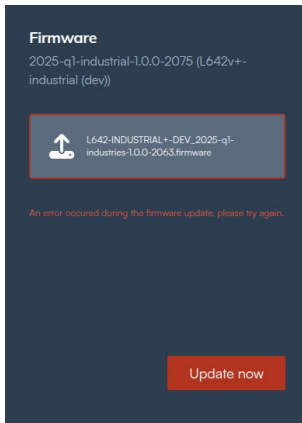 Firmware
2025-q1-industrial-1.0.0-2075 (L642v+-
industrial (dev))
L642-INDUSTRIAL+-DEV_2025-q1-
industries-1.0.0-2063.firmware
An error occured during the firmware update, please try again.
Update now